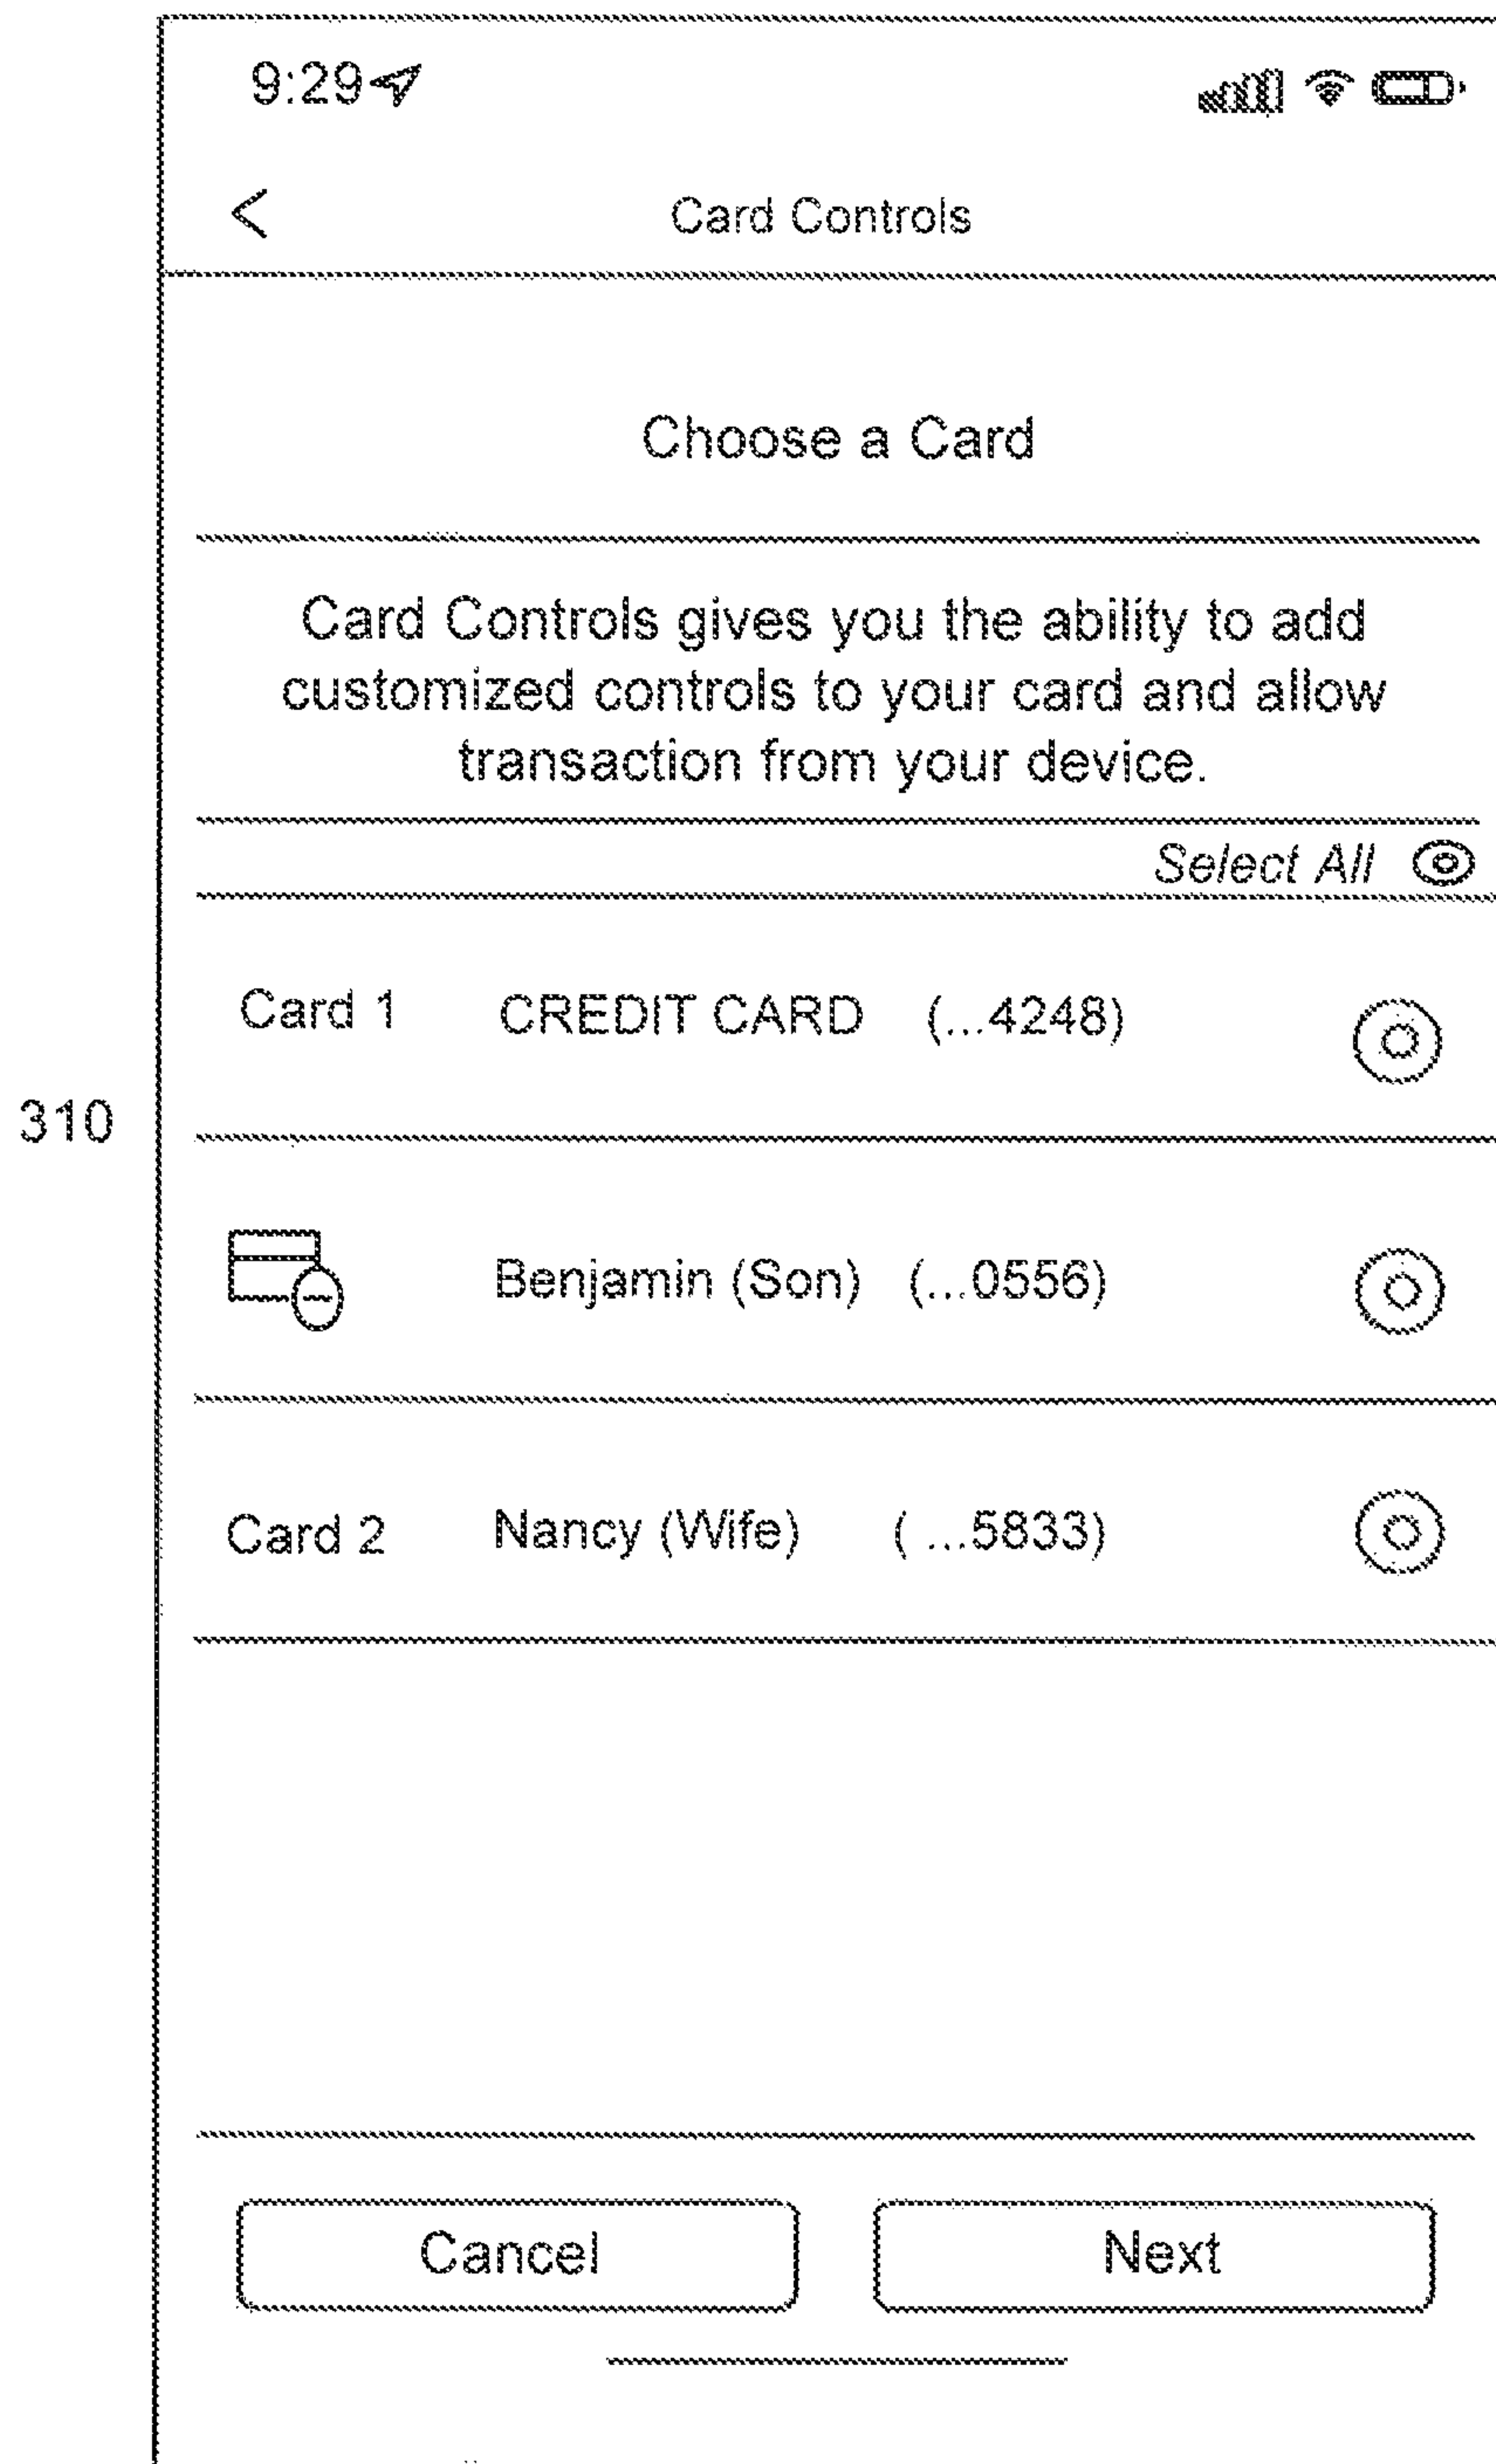 9:29
< Card Controls
Choose a Card
Card Controls gives you the ability to add
customized controls to your card and allow
transaction from your device.
Select All
Card 1 CREDIT CARD (...4248)
310
Benjamin (Son) (...0556)
Card 2 Nancy (Wife) ( ...5833)
Cancel Next